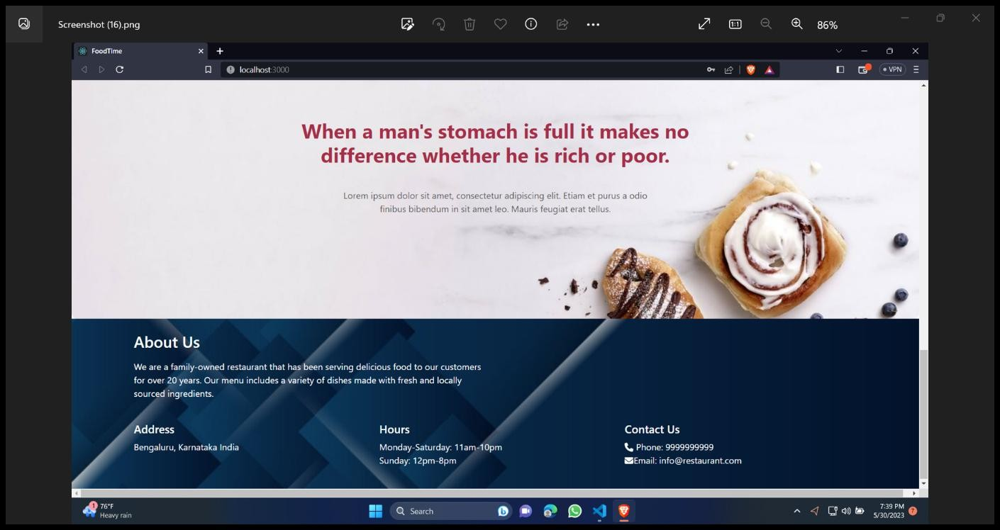 Screenshot (16).png
86%
FoodTime
localhost:3000
VPN
When a man's stomach is full it makes no
difference whether he is rich or poor.
Lorem ipsum dolor sit amet, consectetur adipiscing elit. Etiam et purus a odio
finibus bibendum in sit amet leo. Mauris feugiat erat tellus.
About Us
We are a family-owned restaurant that has been serving delicious food to our customers
for over 20 years. Our menu includes a variety of dishes made with fresh and locally
sourced ingredients.
Address
Bengaluru, Karnataka India
Hours
Monday-Saturday: 11am-10pm
Sunday: 12pm-8pm
Contact Us
Phone: 9999999999
Email: info@restaurant.com
1
76°F
Heavy rain
Search
7:39 PM
5/30/2023
7